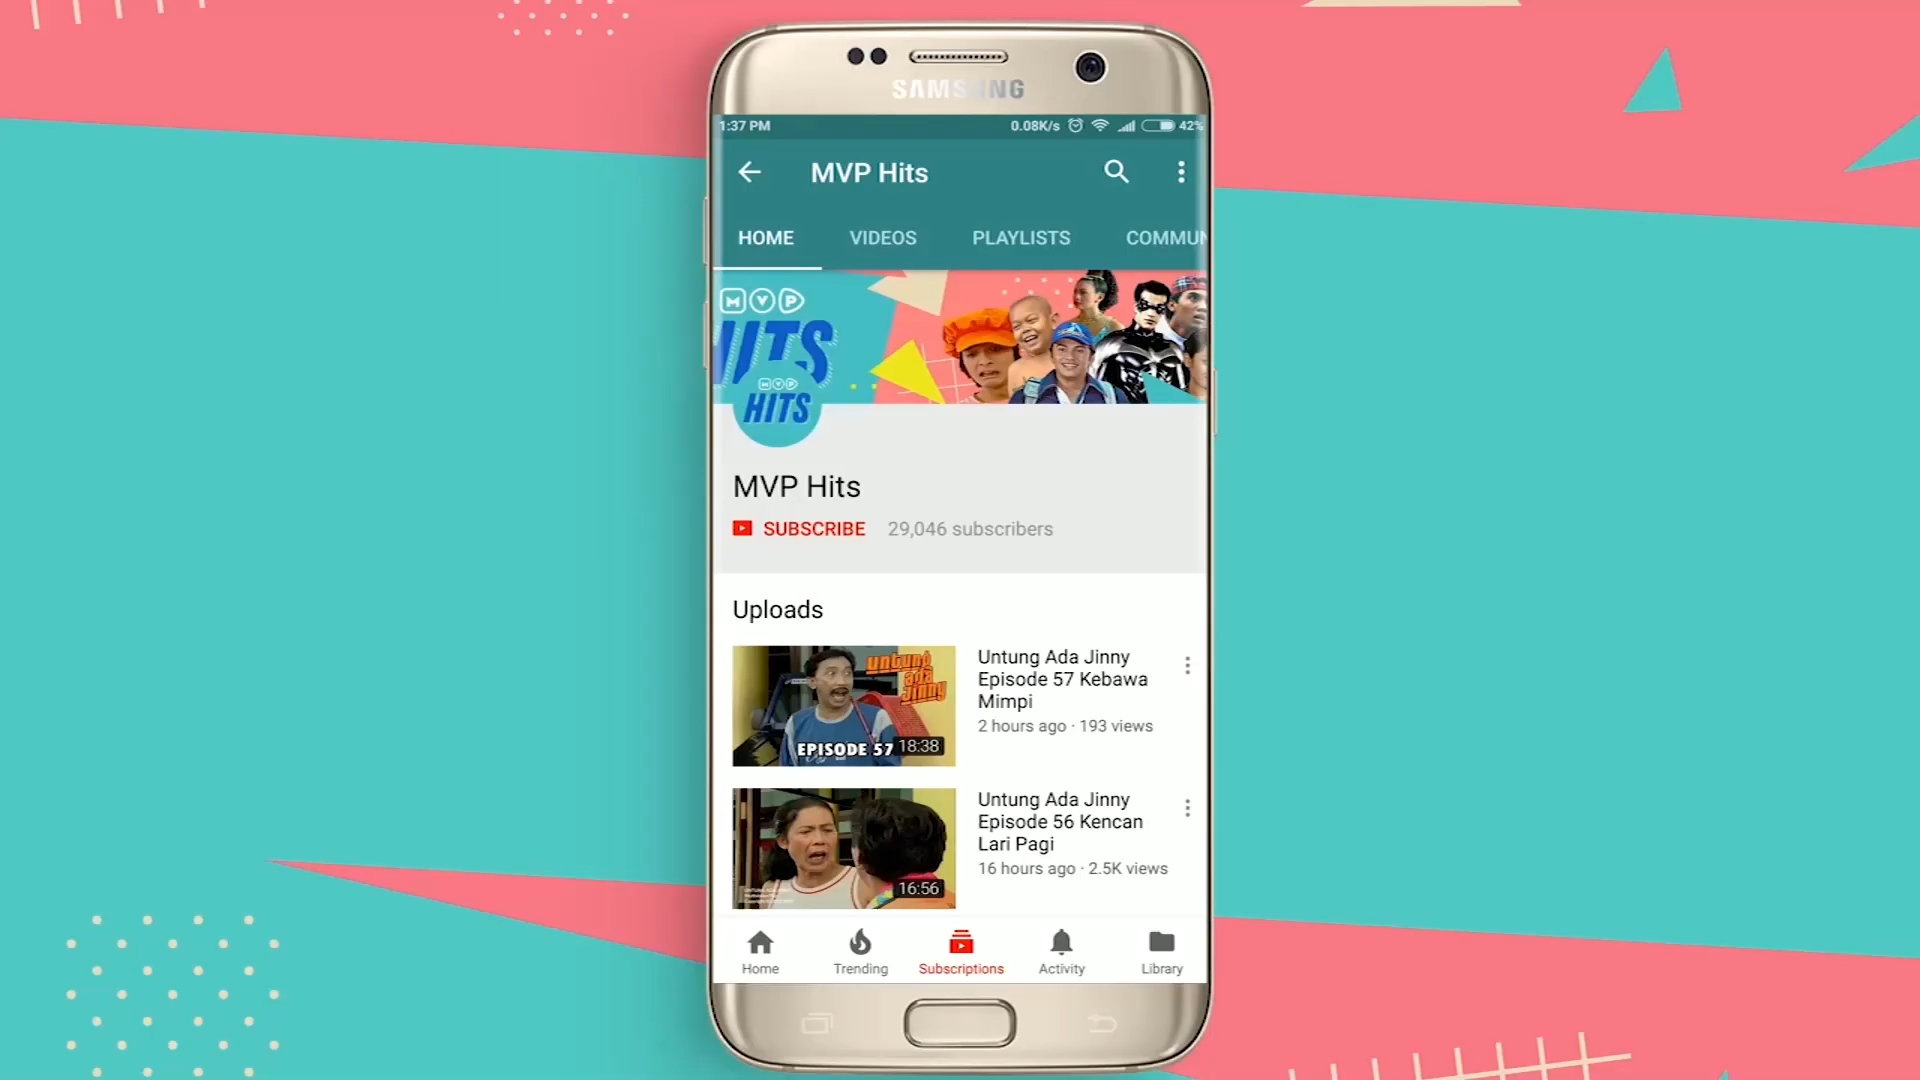 SAMSUNG
1:37 PM
0.08K/s
42%
MVP Hits
HOME
VIDEOS
PLAYLISTS
COMMUN
MVP
HITS
MVP
HITS
MVP Hits
SUBSCRIBE
29,046 subscribers
Uploads
untung
ada
jinny
EPISODE 57
18:38
Untung Ada Jinny
Episode 57 Kebawa
Mimpi
2 hours ago · 193 views
16:56
Untung Ada Jinny
Episode 56 Kencan
Lari Pagi
16 hours ago · 2.5K views
Home
Trending
Subscriptions
Activity
Library